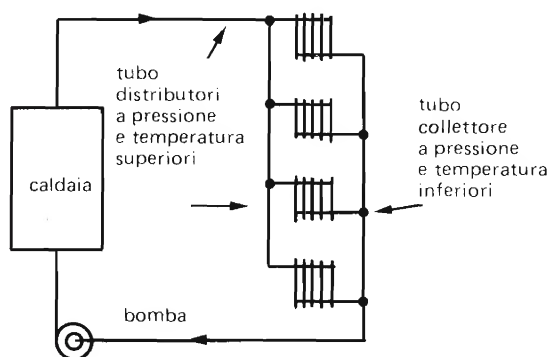 tubo
distributori
a pressione
e temperatura
superiori
tubo
collettore
a pressione
e temperatura
inferiori
caldaia
bomba